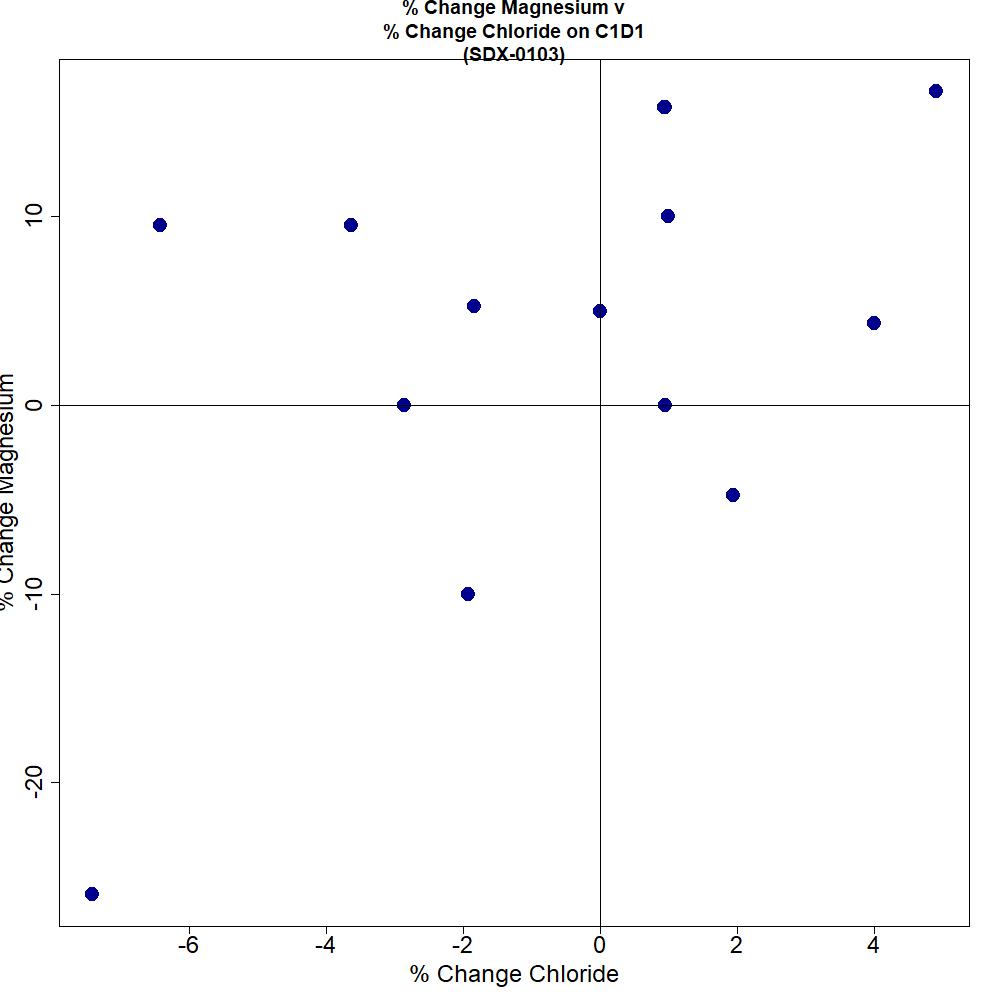 % Change Magnesium v
% Change Chloride on C1D1
(SDX-0103)
% Change Magnesium
10
0
-10
-20
-6
-4
-2
0
2
4
% Change Chloride